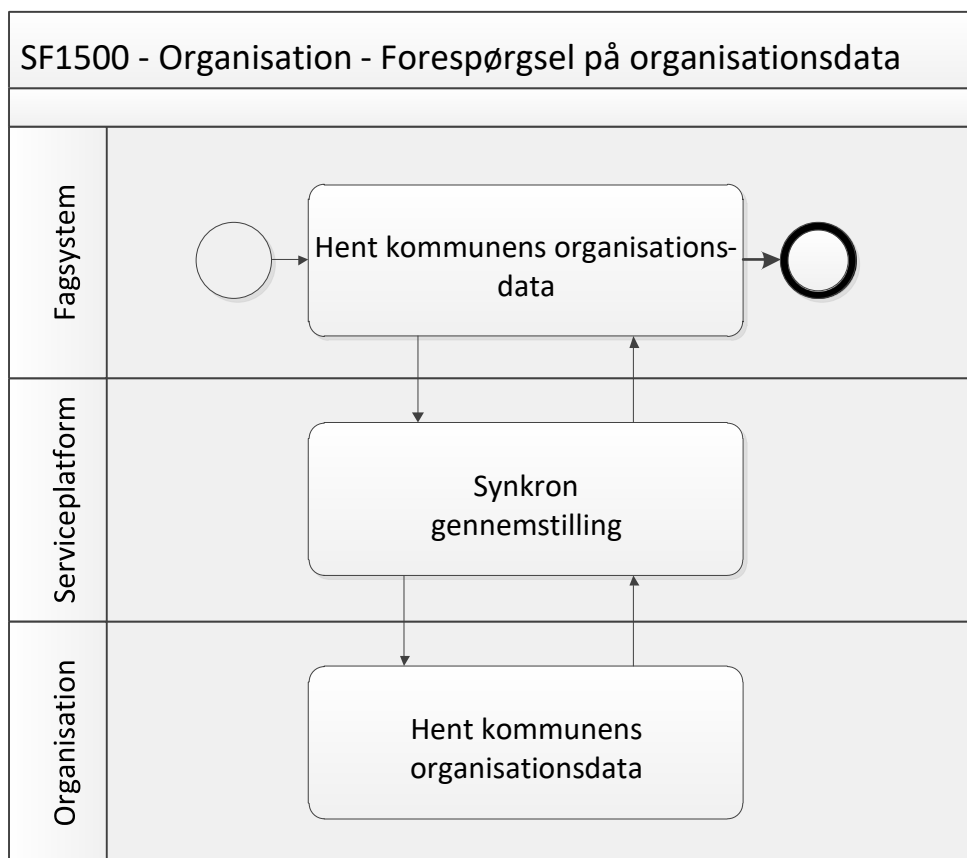 SF1500 - Organisation - Forespørgsel på organisationsdata
Fagsystem
Hent kommunens organisations-
data
Serviceplatform
Synkron
gennemstilling
Organisation
Hent kommunens
organisationsdata